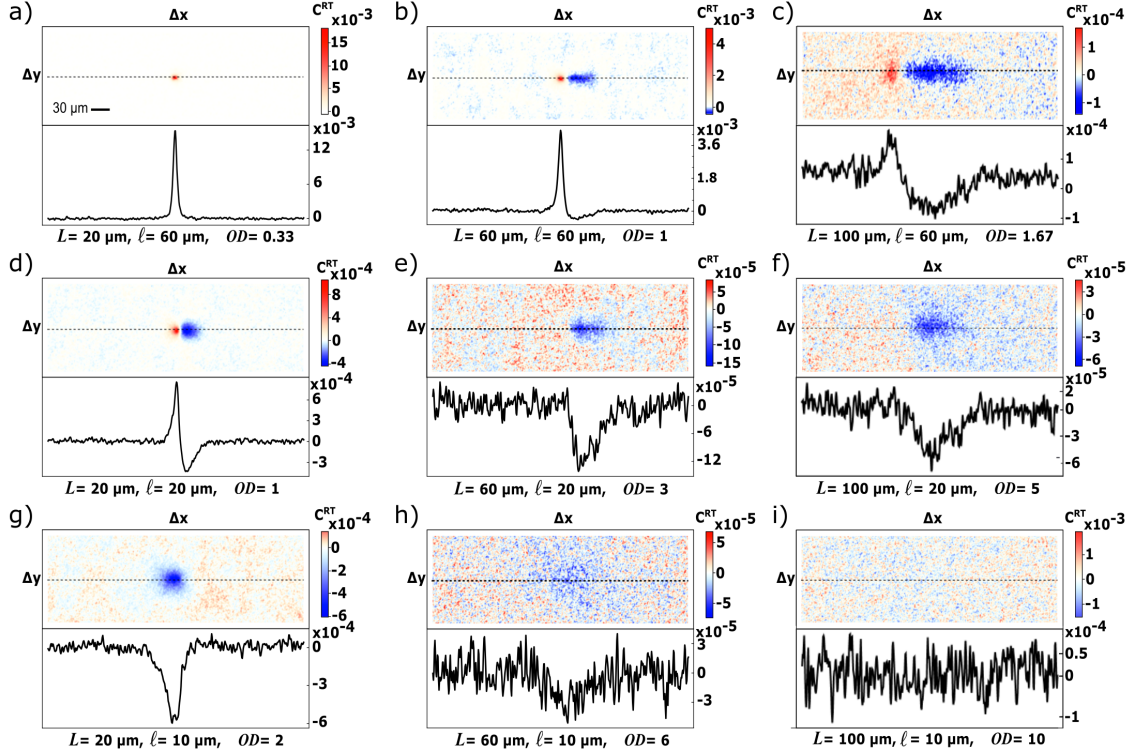 a) Δx C^RT x10^-3
Δy
30 µm
18
15
10
8
5
3
0
x10^-3
12
6
0
L= 20 µm, ℓ= 60 µm, OD= 0.33
b) Δx C^RT x10^-3
Δy
4
2
0
x10^-3
3.6
1.8
0
L= 60 µm, ℓ= 60 µm, OD= 1
c) Δx C^RT x10^-4
Δy
1
0
-1
x10^-4
1
0
-1
L= 100 µm, ℓ= 60 µm, OD= 1.67
d) Δx C^RT x10^-4
Δy
8
4
0
-4
x10^-4
6
3
0
-3
L= 20 µm, ℓ= 20 µm, OD= 1
e) Δx C^RT x10^-5
Δy
5
0
-5
-10
-15
x10^-5
0
-6
-12
L= 60 µm, ℓ= 20 µm, OD= 3
f) Δx C^RT x10^-5
Δy
3
0
-3
-6
x10^-5
2
0
-3
-6
L= 100 µm, ℓ= 20 µm, OD= 5
g) Δx C^RT x10^-4
Δy
0
-2
-4
-6
x10^-4
0
-3
-6
L= 20 µm, ℓ= 10 µm, OD= 2
h) Δx C^RT x10^-5
Δy
5
0
-5
x10^-5
3
0
-3
L= 60 µm, ℓ= 10 µm, OD= 6
i) Δx C^RT x10^-3
Δy
1
0
-1
x10^-4
0.5
0
-1
L= 100 µm, ℓ= 10 µm, OD= 10